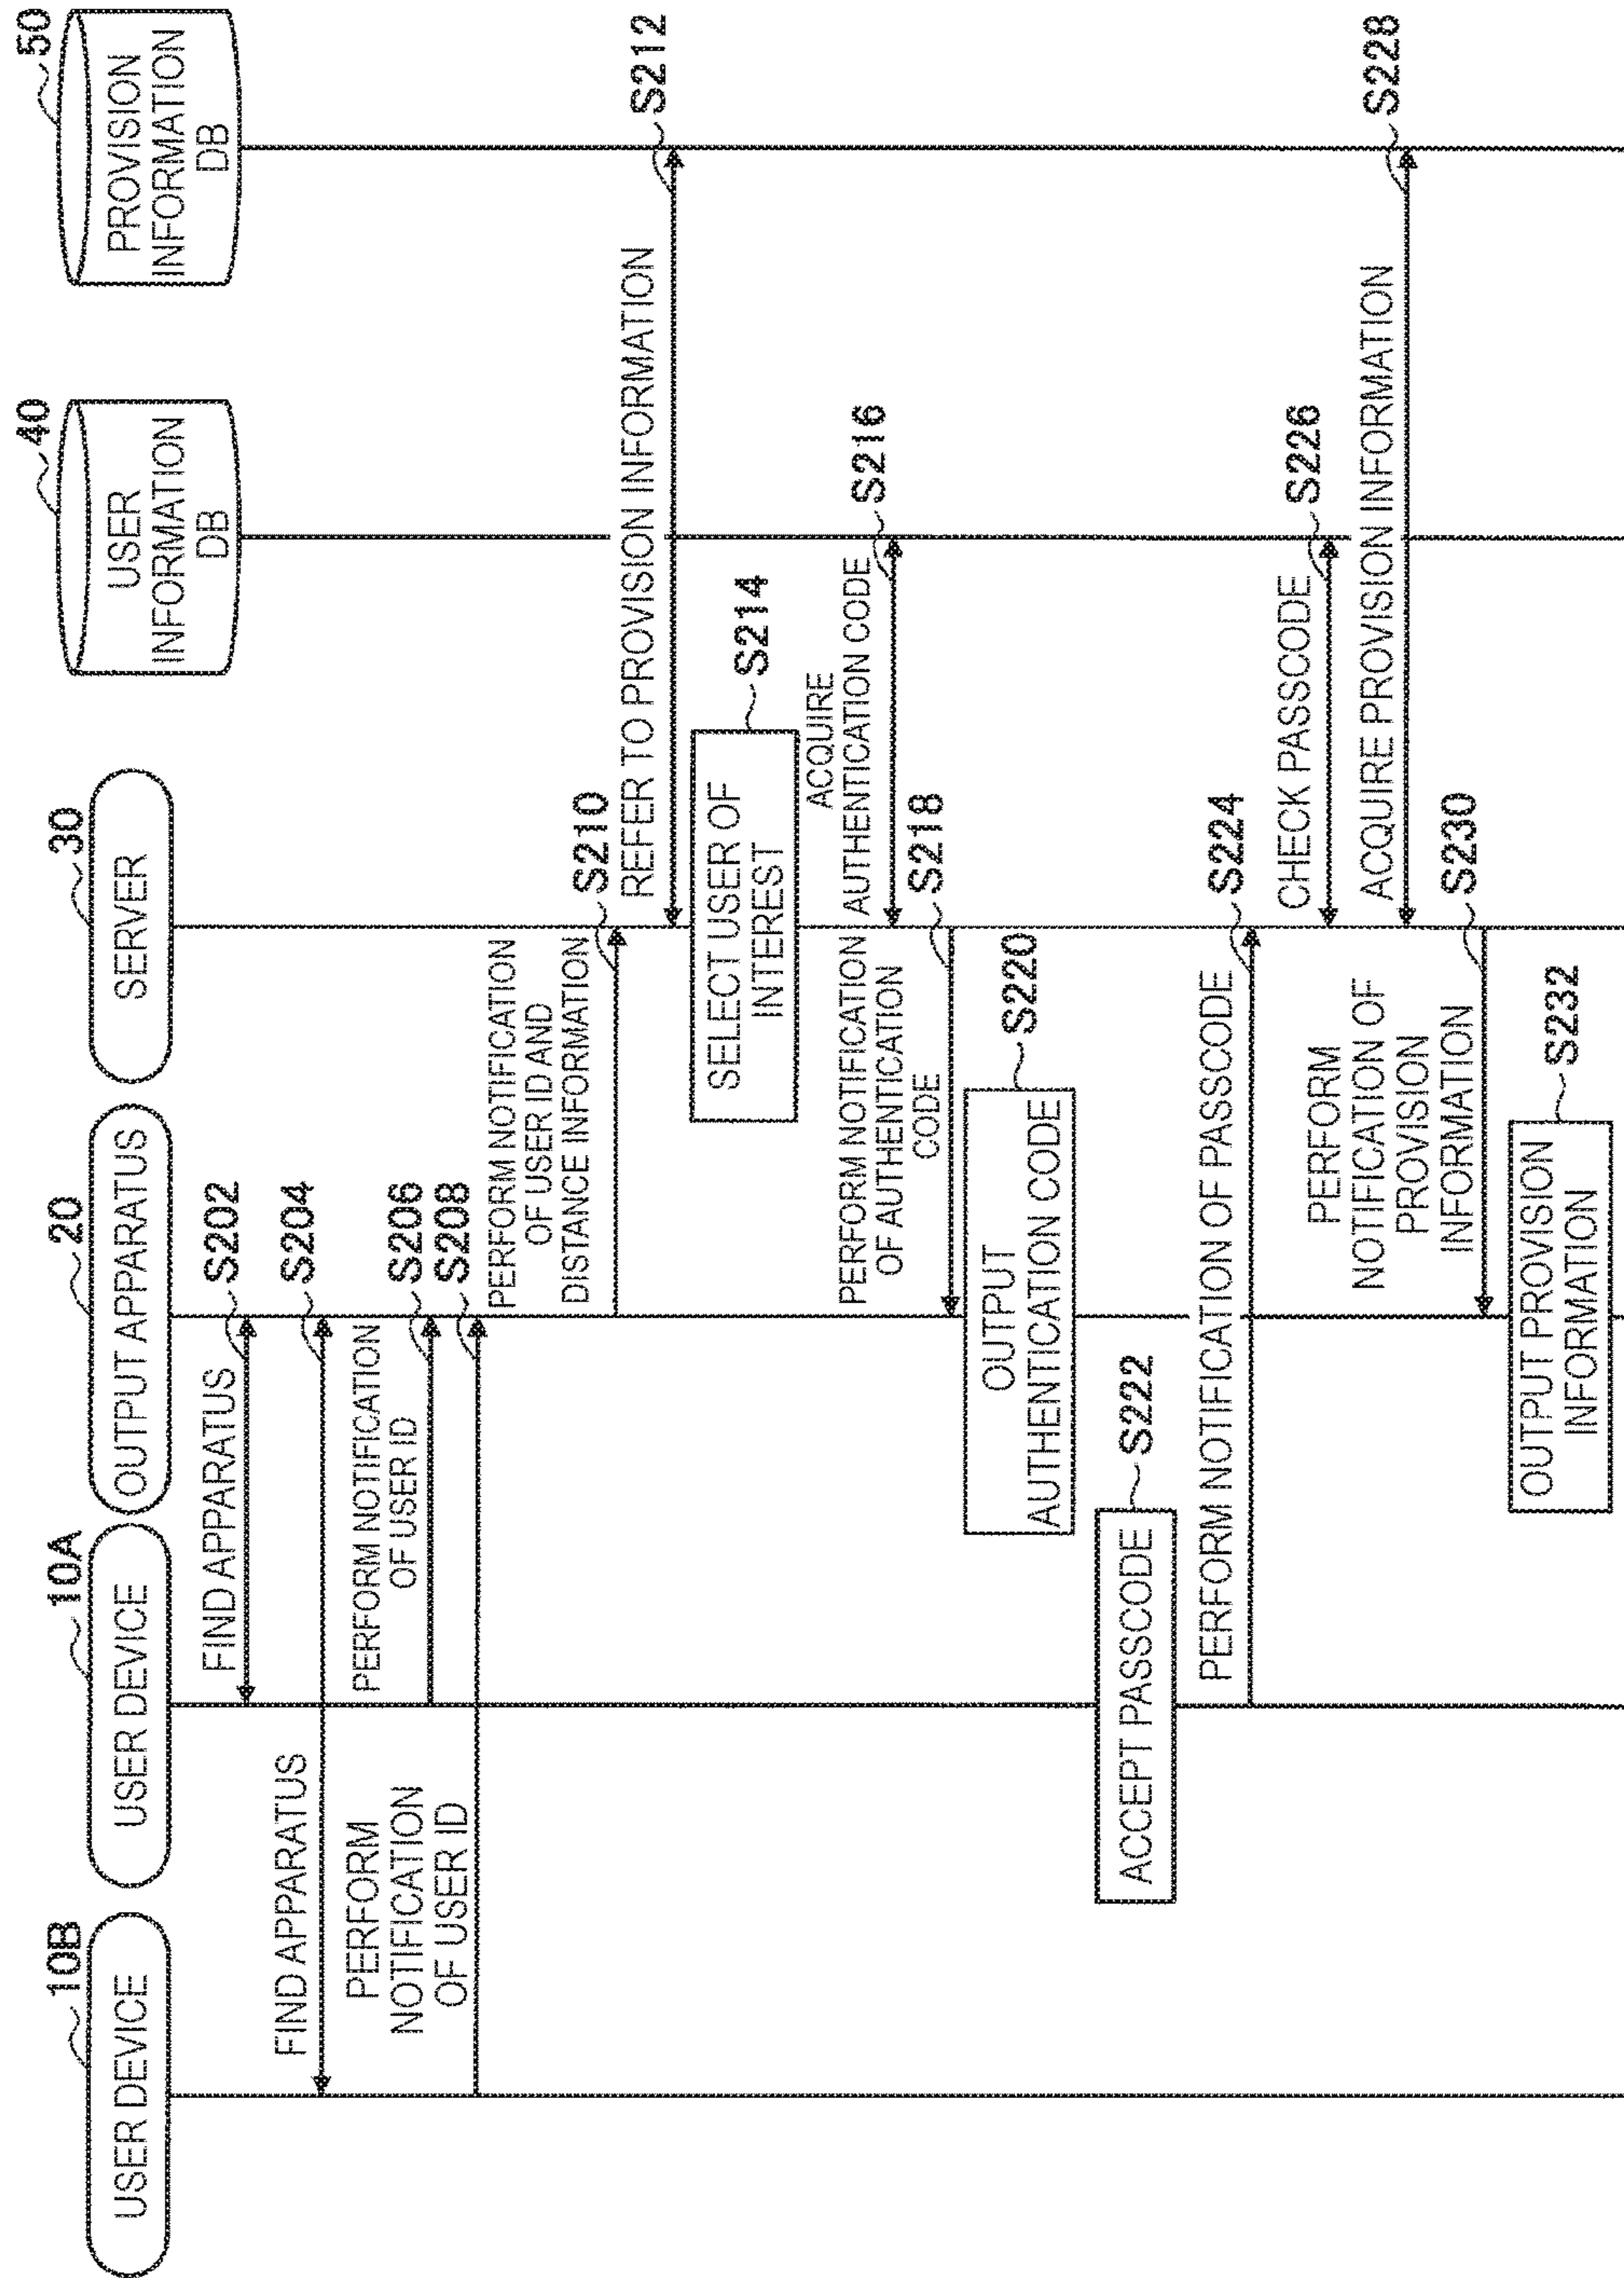 10B
USER DEVICE
10A
USER DEVICE
20
OUTPUT APPARATUS
30
SERVER
40
USER
INFORMATION
DB
50
PROVISION
INFORMATION
DB
FIND APPARATUS
S202
FIND APPARATUS
S204
PERFORM NOTIFICATION
OF USER ID
S206
PERFORM
NOTIFICATION
OF USER ID
S208
PERFORM NOTIFICATION
OF USER ID AND
DISTANCE INFORMATION
S210
REFER TO PROVISION INFORMATION
S212
SELECT USER OF
INTEREST
S214
ACQUIRE
AUTHENTICATION CODE
S216
PERFORM NOTIFICATION
OF AUTHENTICATION
CODE
S218
OUTPUT
AUTHENTICATION CODE
S220
ACCEPT PASSCODE
S222
PERFORM NOTIFICATION OF PASSCODE
S224
CHECK PASSCODE
S226
ACQUIRE PROVISION INFORMATION
S228
PERFORM
NOTIFICATION OF
PROVISION
INFORMATION
S230
OUTPUT PROVISION
INFORMATION
S232